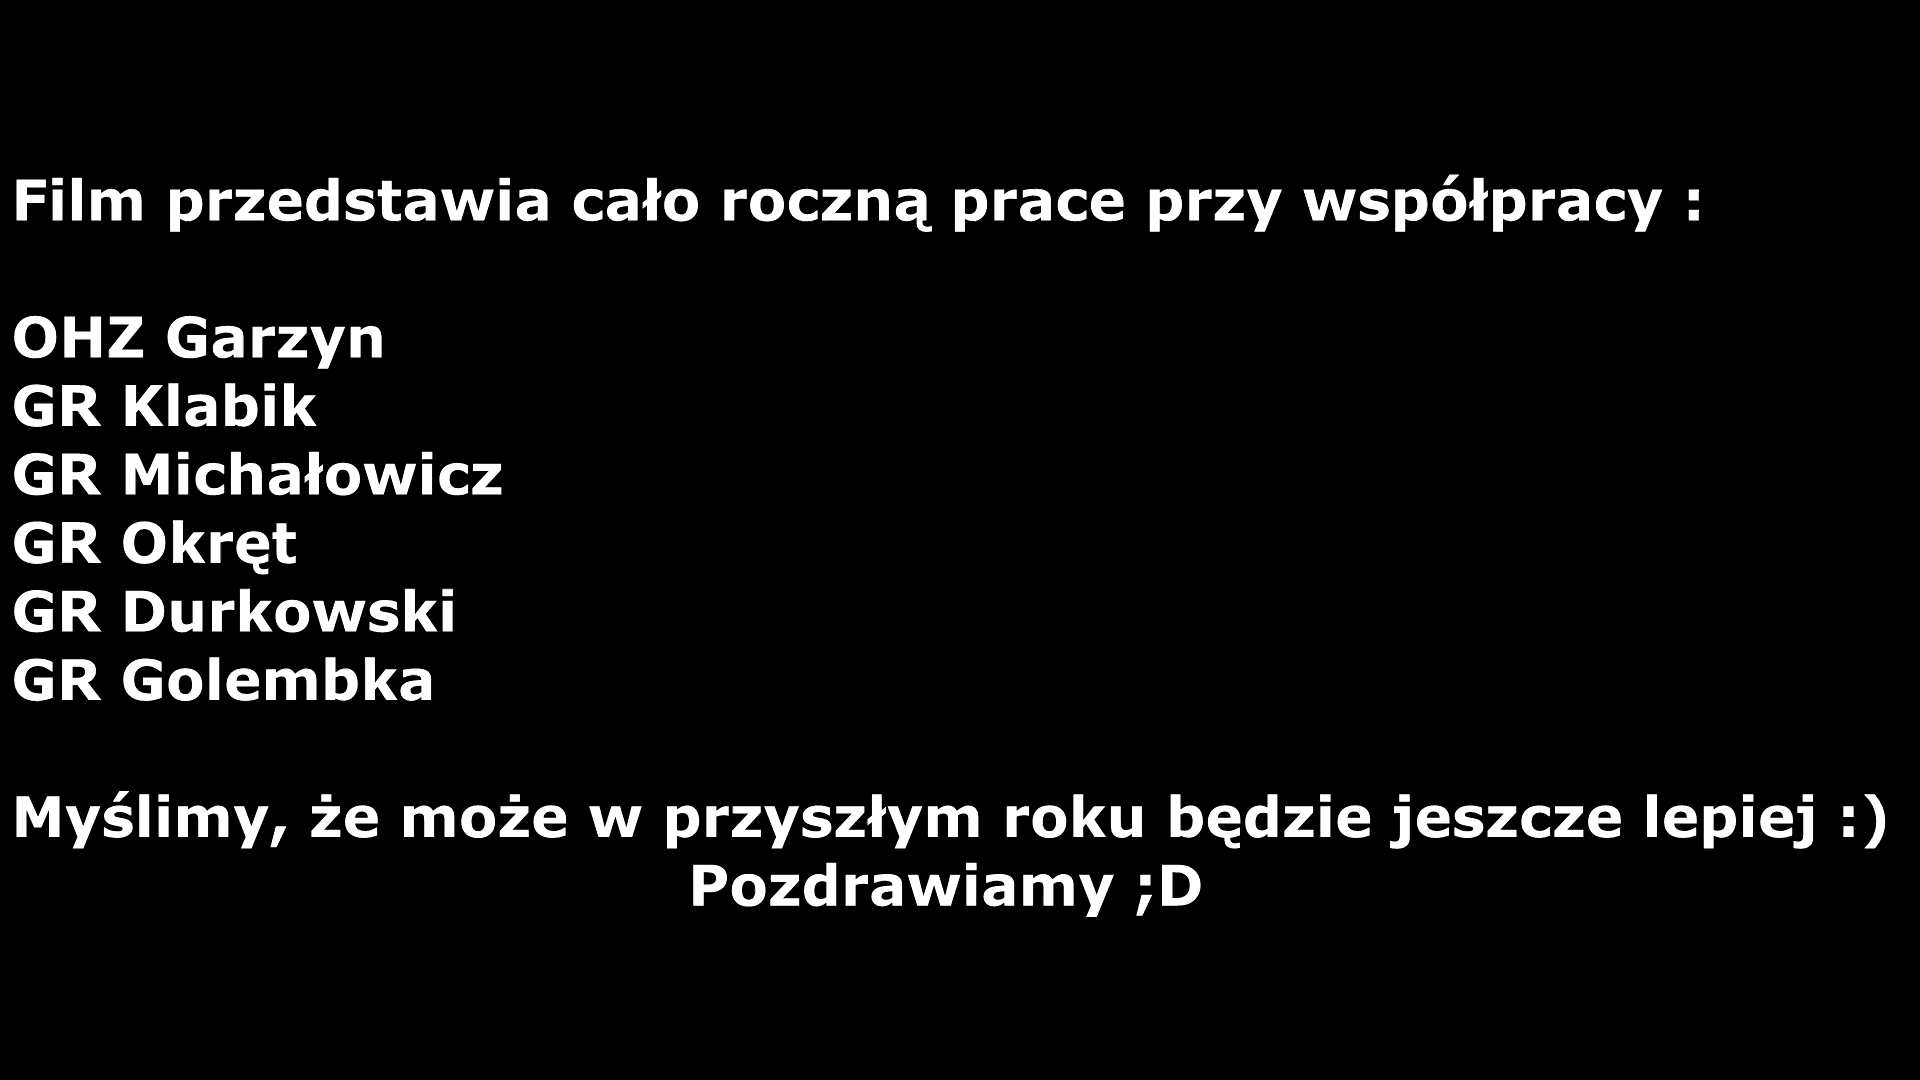 Film przedstawia cało roczną prace przy współpracy :
OHZ Garzyn
GR Klabik
GR Michałowicz
GR Okręt
GR Durkowski
GR Golembka
Myślimy, że może w przyszłym roku będzie jeszcze lepiej :)
Pozdrawiamy ;D